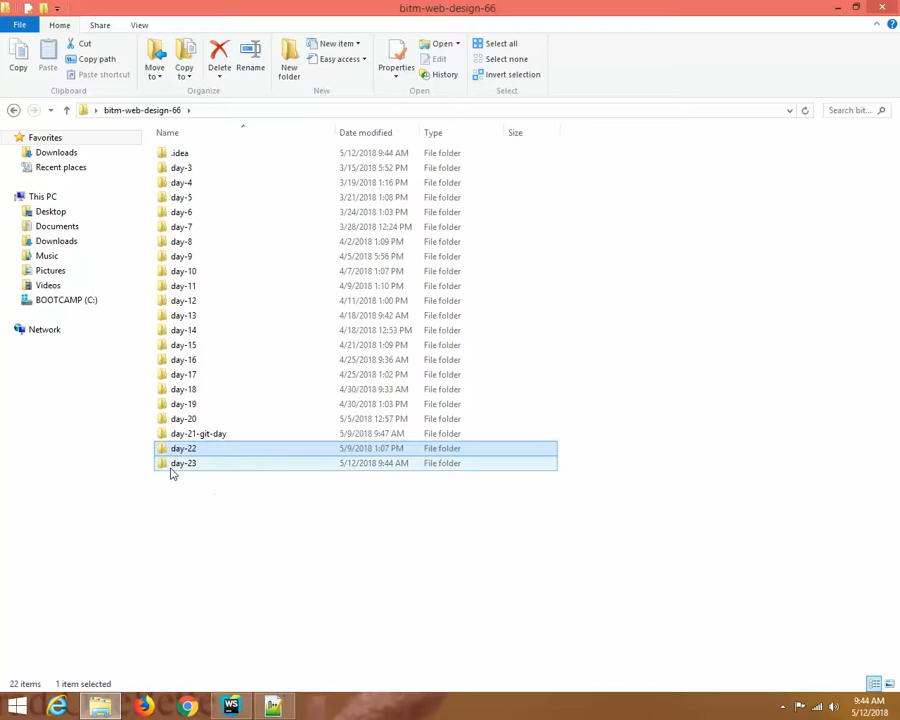 bitm-web-design-66
File Home Share View
Copy
Paste
Cut
Copy path
Paste shortcut
Clipboard
Move to
Copy to
Delete
Rename
Organize
New folder
New item
Easy access
New
Properties
Open
Edit
History
Open
Select all
Select none
Invert selection
Select
bitm-web-design-66
Search bit...
Favorites
Downloads
Recent places
This PC
Desktop
Documents
Downloads
Music
Pictures
Videos
BOOTCAMP (C:)
Network
Name Date modified Type Size
.idea 5/12/2018 9:44 AM File folder
day-3 3/15/2018 5:52 PM File folder
day-4 3/19/2018 1:16 PM File folder
day-5 3/21/2018 1:08 PM File folder
day-6 3/24/2018 1:03 PM File folder
day-7 3/28/2018 12:24 PM File folder
day-8 4/2/2018 1:09 PM File folder
day-9 4/5/2018 5:56 PM File folder
day-10 4/7/2018 1:07 PM File folder
day-11 4/9/2018 1:10 PM File folder
day-12 4/11/2018 1:00 PM File folder
day-13 4/18/2018 9:42 AM File folder
day-14 4/18/2018 12:53 PM File folder
day-15 4/21/2018 1:09 PM File folder
day-16 4/25/2018 9:36 AM File folder
day-17 4/25/2018 1:02 PM File folder
day-18 4/30/2018 9:33 AM File folder
day-19 4/30/2018 1:03 PM File folder
day-20 5/5/2018 12:57 PM File folder
day-21-git-day 5/9/2018 9:47 AM File folder
day-22 5/9/2018 1:07 PM File folder
day-23 5/12/2018 9:44 AM File folder
22 items 1 item selected
WS
9:44 AM
5/12/2018